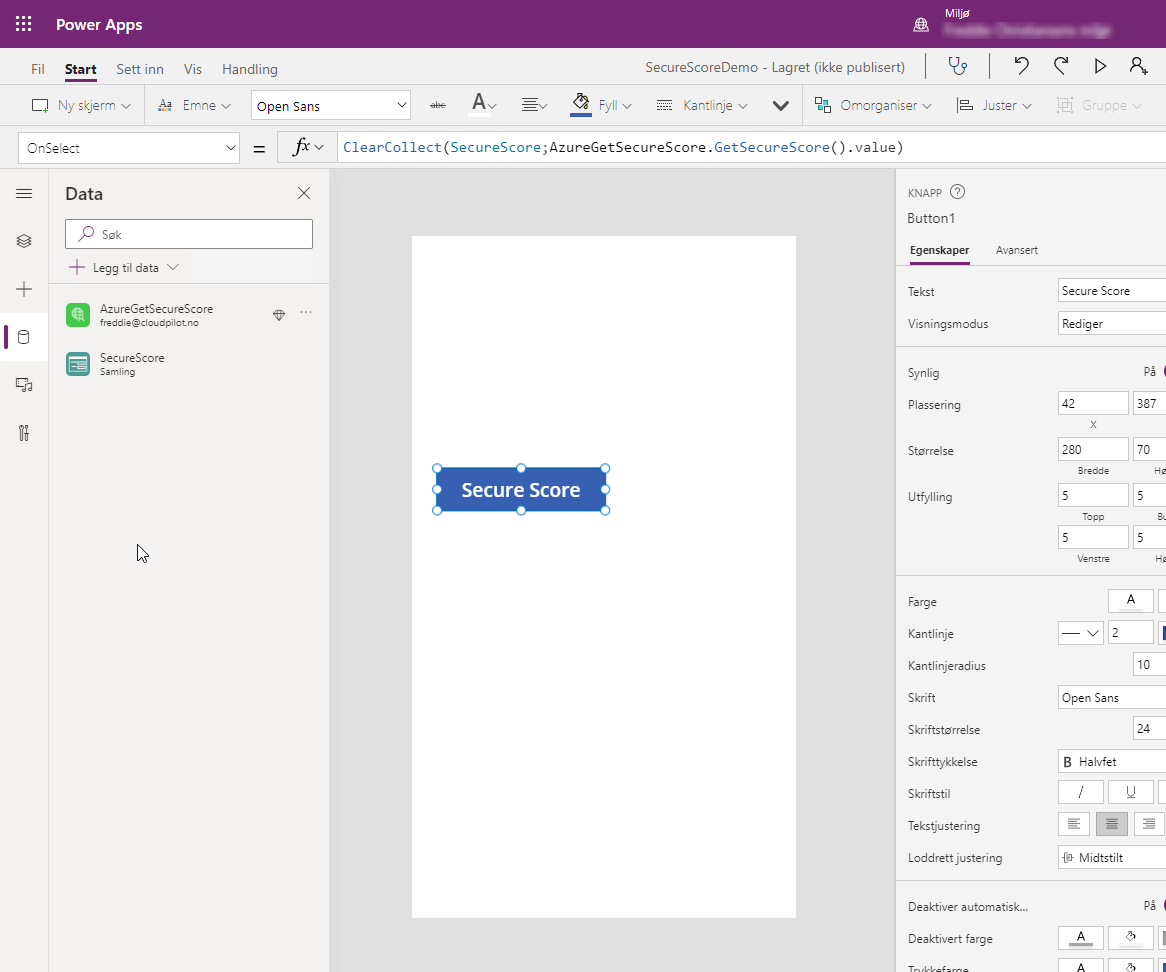 Power Apps
Miljø
Fil Start Sett inn Vis Handling
SecureScoreDemo - Lagret (ikke publisert)
Ny skjerm
Aa Emne
Open Sans
abc
A
Fyll
Kantlinje
Omorganiser
Juster
Gruppe
OnSelect
=
fx
ClearCollect(SecureScore;AzureGetSecureScore.GetSecureScore().value)
Data
Søk
Legg til data
AzureGetSecureScore
freddie@cloudpilot.no
...
SecureScore
Samling
Secure Score
KNAPP ?
Button1
Egenskaper Avansert
Tekst Secure Score
Visningsmodus Rediger
Synlig På
Plassering 42 387
X
Størrelse 280 70
Bredde Hø
Utfylling 5 5
Topp Bu
5 5
Venstre Hø
Farge A
Kantlinje 2
Kantlinjeradius 10
Skrift Open Sans
Skriftstørrelse 24
Skrifttykkelse B Halvfet
Skriftstil / U
Tekstjustering
Loddrett justering Midtstilt
Deaktiver automatisk... På
Deaktivert farge A
Trykkefarge A